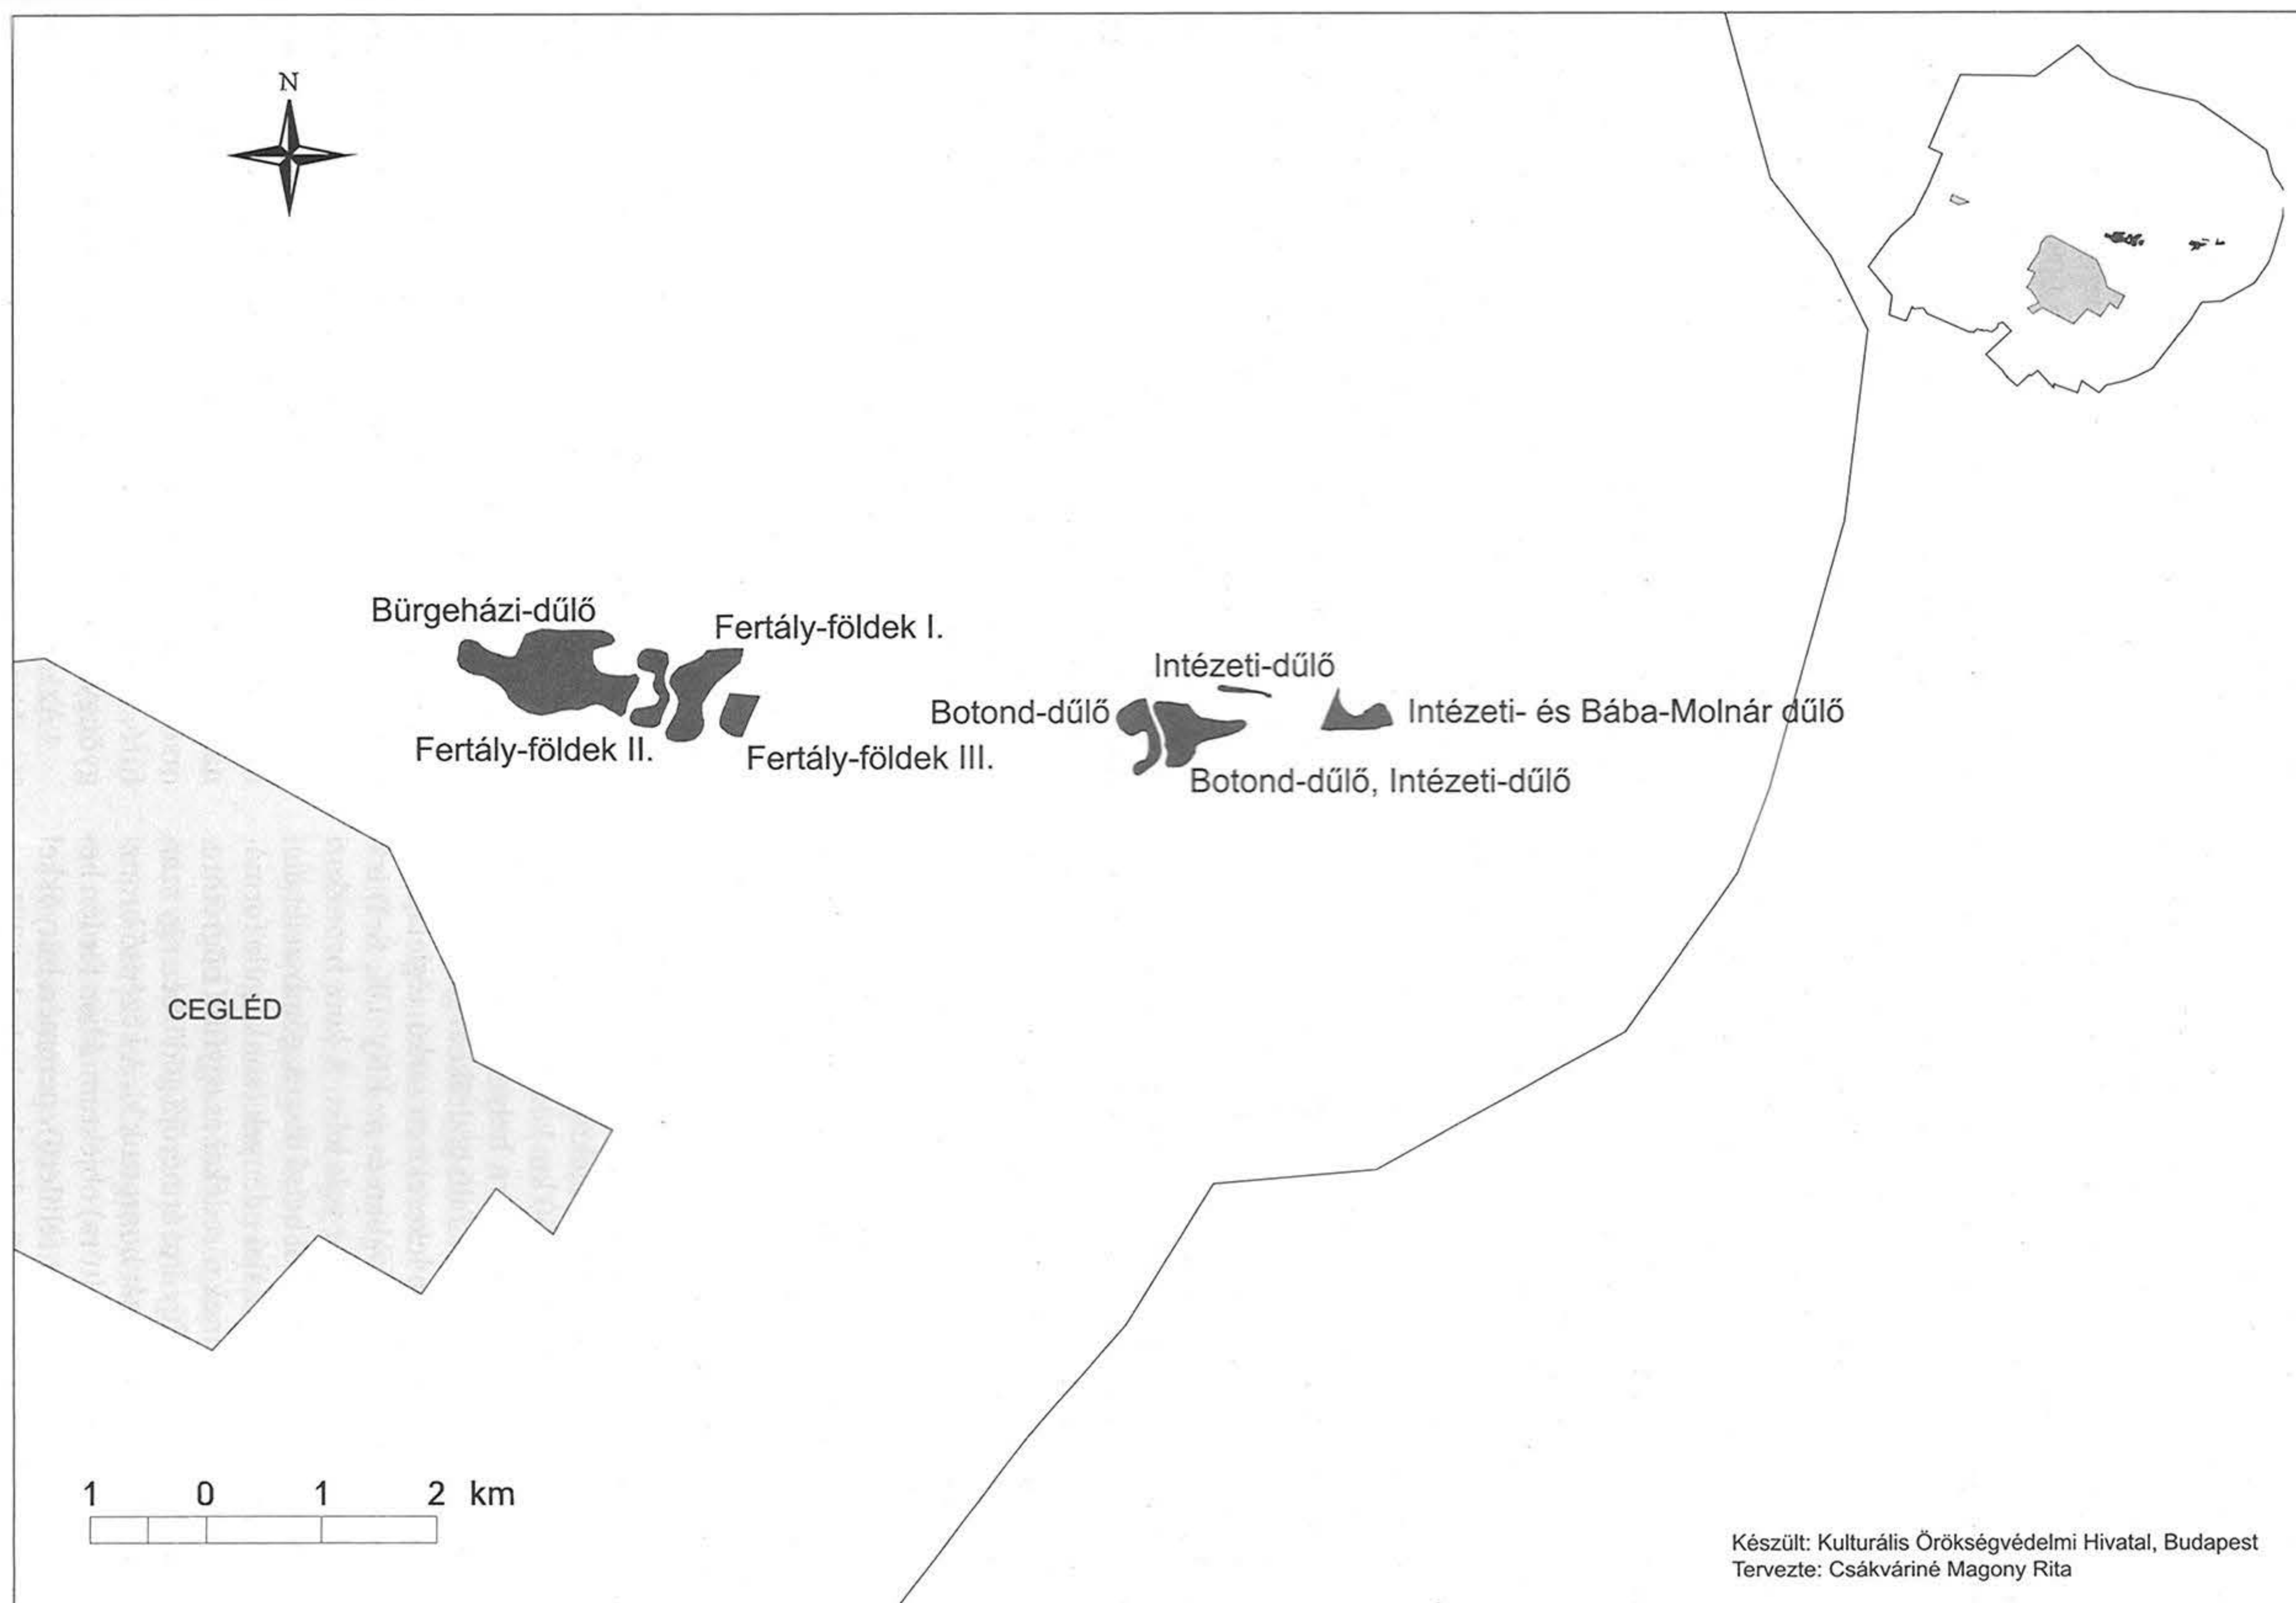 N
Bürgeházi-dűlő
Fertály-földek I.
Intézeti-dűlő
Botond-dűlő
Intézeti- és Bába-Molnár dűlő
Fertály-földek II.
Fertály-földek III.
Botond-dűlő, Intézeti-dűlő
CEGLÉD
1 0 1 2 km
Készült: Kulturális Örökségvédelmi Hivatal, Budapest
Tervezte: Csákváriné Magony Rita